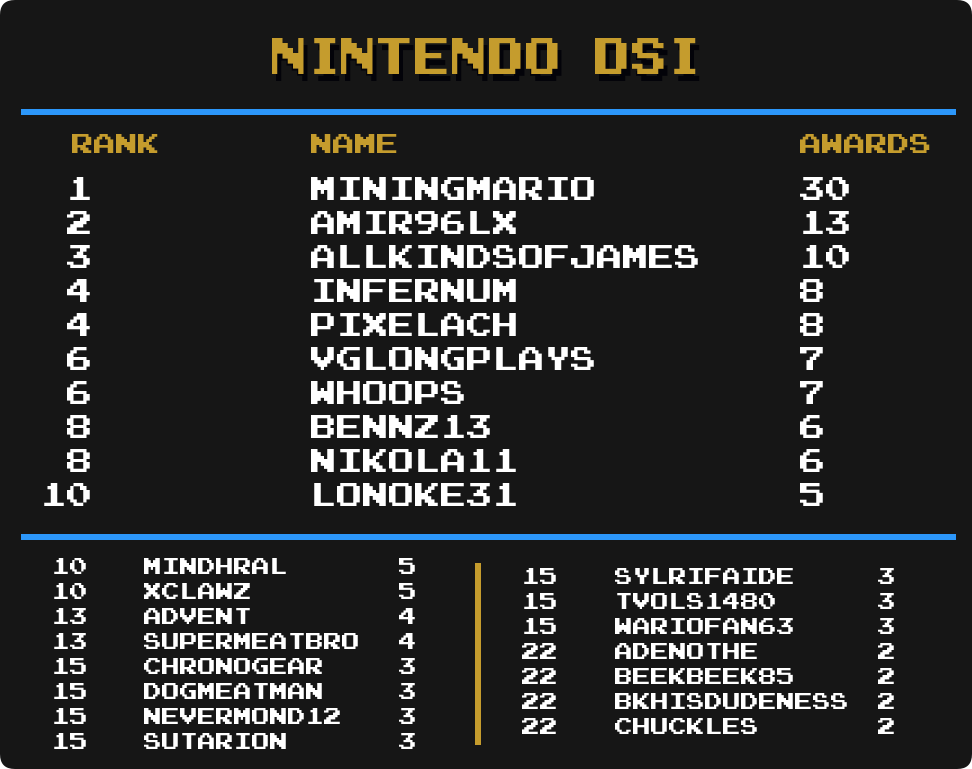 NINTENDO DSI
RANK NAME AWARDS
1 MININGMARIO 30
2 AMIR96LX 13
3 ALLKINDSOFJAMES 10
4 INFERNUM 8
4 PIXELACH 8
6 VGLONGPLAYS 7
6 WHOOPS 7
8 BENNZ13 6
8 NIKOLA11 6
10 LONOKE31 5
10 MINDHRAL 5
10 XCLAWZ 5
13 ADVENT 4
13 SUPERMEATBRO 4
15 CHRONOGEAR 3
15 DOGMEATMAN 3
15 NEVERMOND12 3
15 SUTARION 3
15 SYLRIFAIDE 3
15 TVOLS1480 3
15 WARIOFAN63 3
22 ADENOTHE 2
22 BEEKBEEK85 2
22 BKHISDUDENESS 2
22 CHUCKLES 2